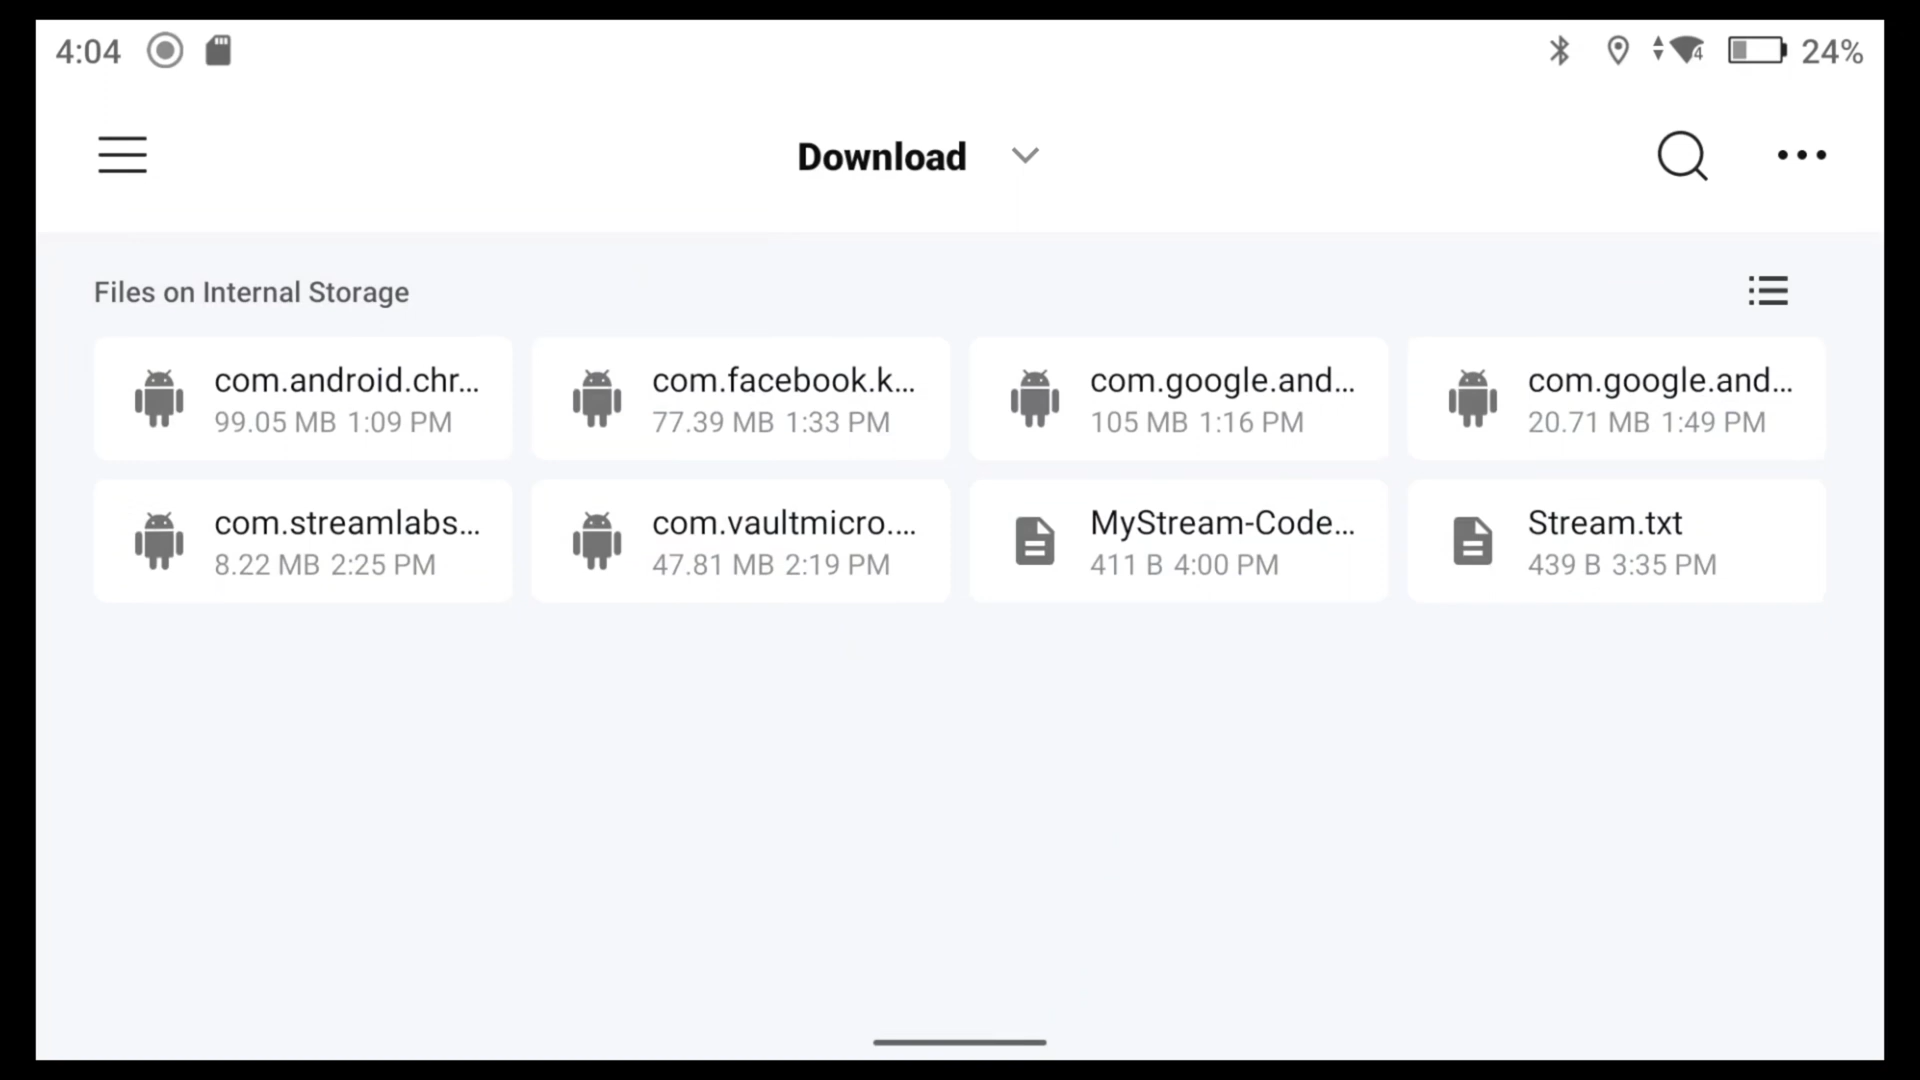 4:04
4
24%
Download
Files on Internal Storage
com.android.chr...
99.05 MB 1:09 PM
com.facebook.k...
77.39 MB 1:33 PM
com.google.and...
105 MB 1:16 PM
com.google.and...
20.71 MB 1:49 PM
com.streamlabs...
8.22 MB 2:25 PM
com.vaultmicro....
47.81 MB 2:19 PM
MyStream-Code...
411 B 4:00 PM
Stream.txt
439 B 3:35 PM